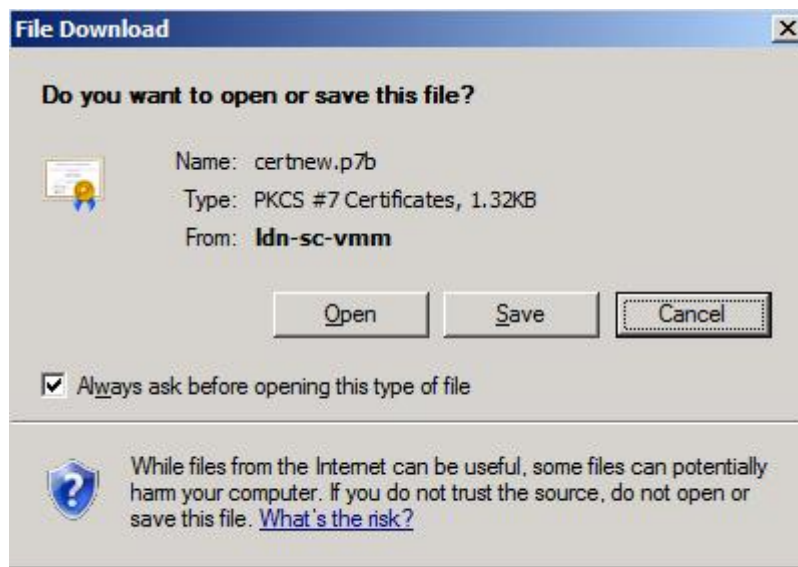 File Download
Do you want to open or save this file?
Name: certnew.p7b
Type: PKCS #7 Certificates, 1.32KB
From: ldn-sc-vmm
Open Save Cancel
Always ask before opening this type of file
While files from the Internet can be useful, some files can potentially
harm your computer. If you do not trust the source, do not open or
save this file. What's the risk?